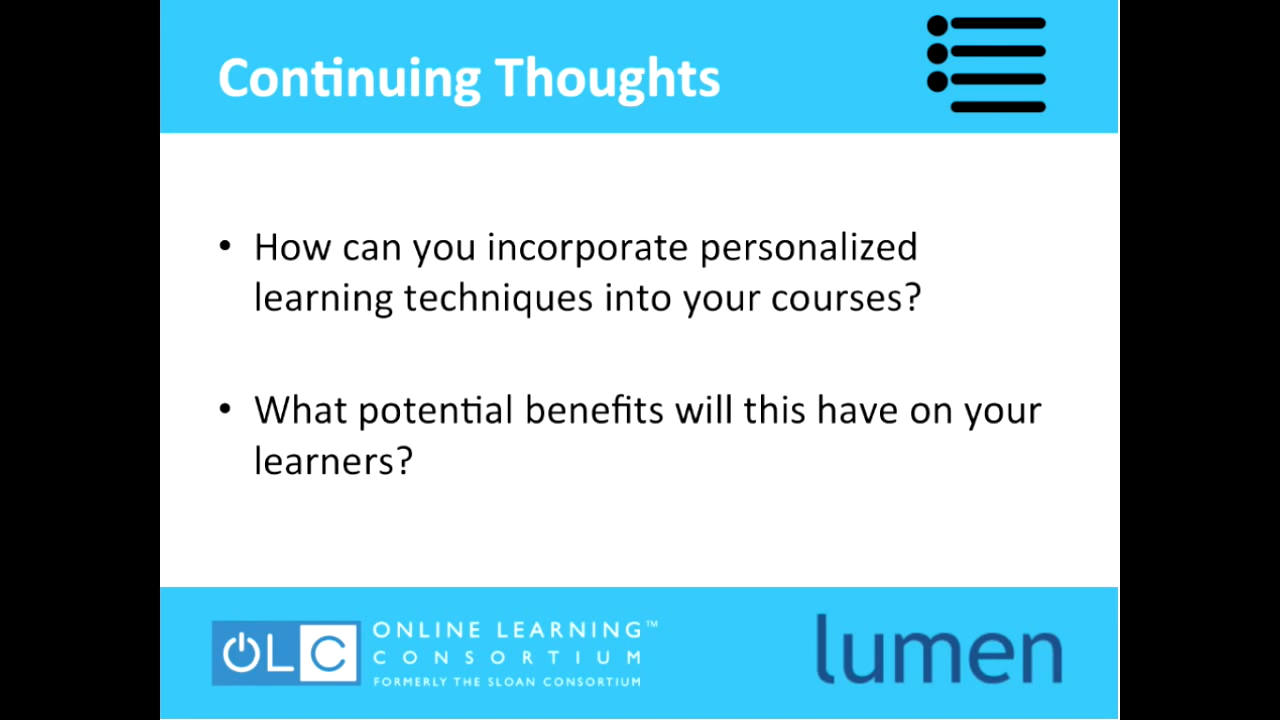 Continuing Thoughts
• How can you incorporate personalized
learning techniques into your courses?
• What potential benefits will this have on your
learners?
OLC
ONLINE LEARNING™
CONSORTIUM
FORMERLY THE SLOAN CONSORTIUM
lumen